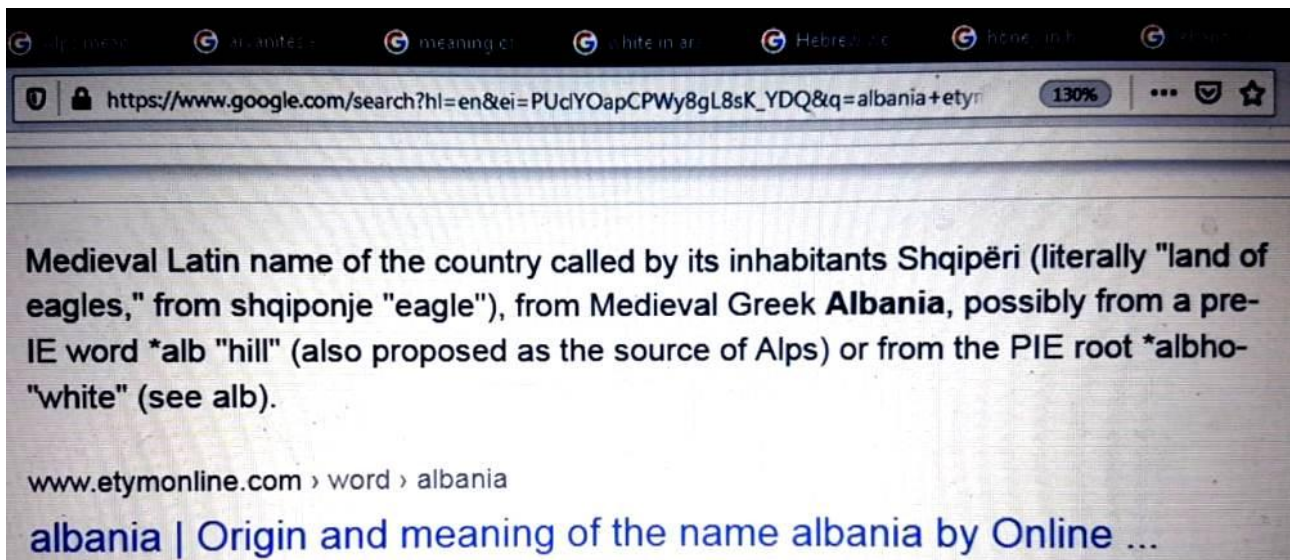 meaning
https://www.google.com/search?hl=en&ei=PUclYOapCPWy8gL8sK_YDQ&q=albania+etyn
130%
Medieval Latin name of the country called by its inhabitants Shqipëri (literally "land of
eagles," from shqiponje "eagle"), from Medieval Greek Albania, possibly from a pre-
IE word *alb "hill" (also proposed as the source of Alps) or from the PIE root *albho-
"white" (see alb).
www.etymonline.com › word › albania
albania | Origin and meaning of the name albania by Online ...